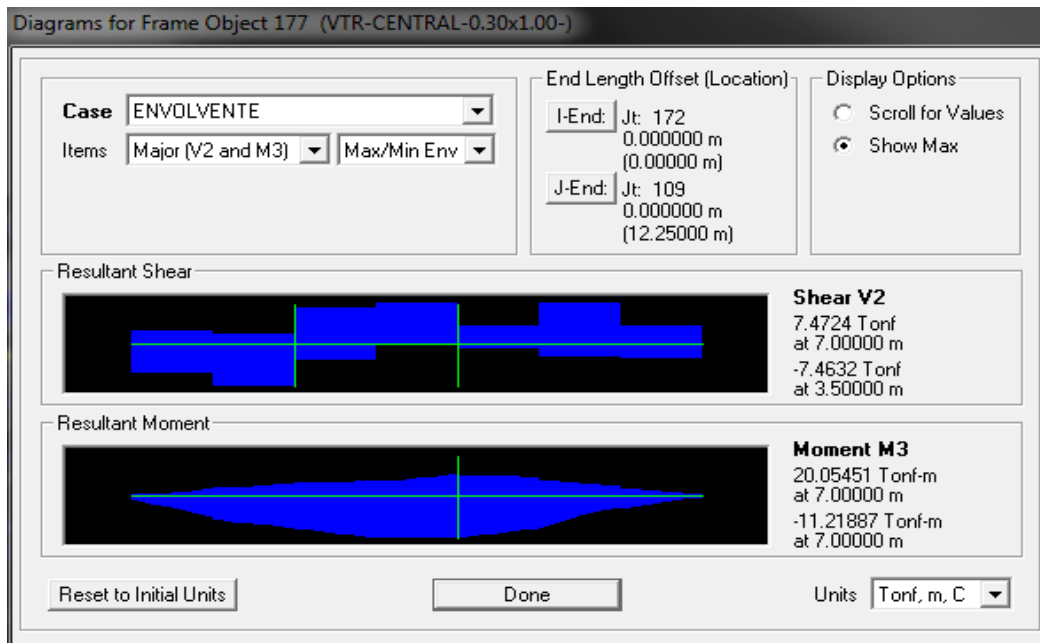 Diagrams for Frame Object 177 (VTR-CENTRAL-0.30x1.00-)
Case ENVOLVENTE
Items Major (V2 and M3) Max/Min Env
End Length Offset (Location)
I-End: Jt: 172
0.000000 m
(0.00000 m)
J-End: Jt: 109
0.000000 m
(12.25000 m)
Display Options
Scroll for Values
Show Max
Resultant Shear
Shear V2
7.4724 Tonf
at 7.00000 m
-7.4632 Tonf
at 3.50000 m
Resultant Moment
Moment M3
20.05451 Tonf-m
at 7.00000 m
-11.21887 Tonf-m
at 7.00000 m
Reset to Initial Units
Done
Units Tonf, m, C